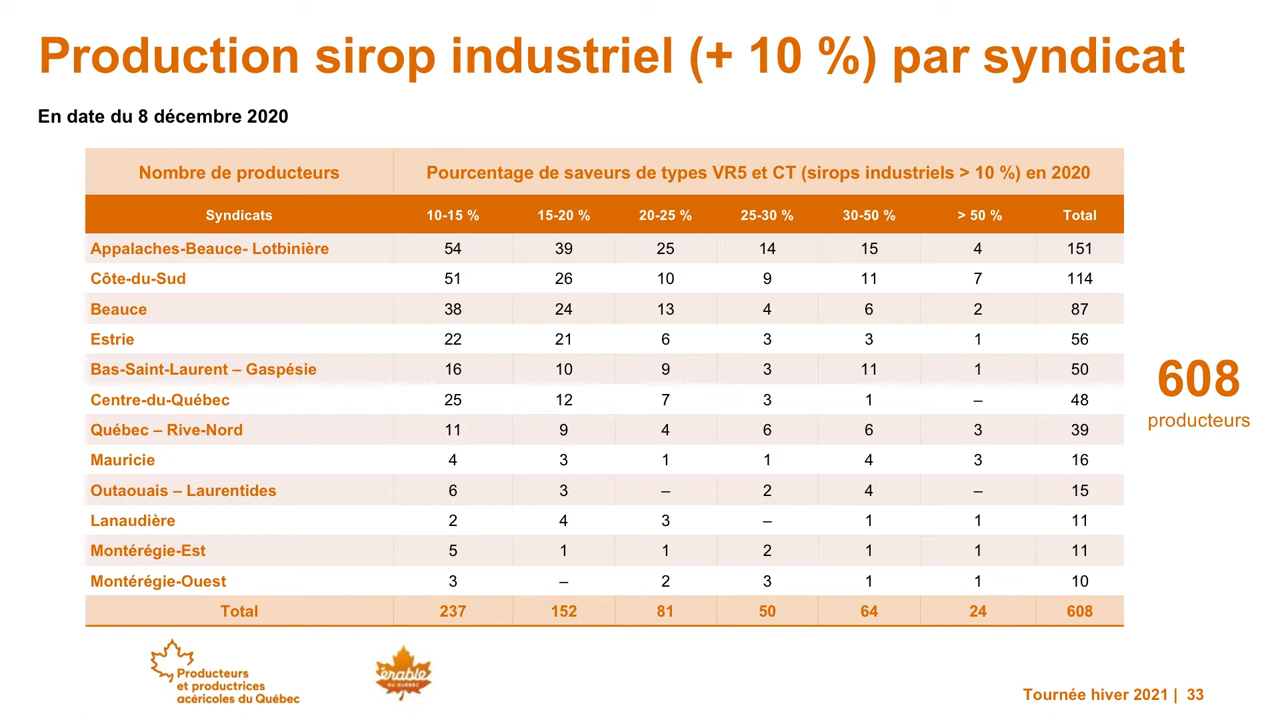 Production sirop industriel (+ 10 %) par syndicat
En date du 8 décembre 2020
Nombre de producteurs Pourcentage de saveurs de types VR5 et CT (sirops industriels > 10 %) en 2020
Syndicats 10-15 % 15-20 % 20-25 % 25-30 % 30-50 % > 50 % Total
Appalaches-Beauce- Lotbinière 54 39 25 14 15 4 151
Côte-du-Sud 51 26 10 9 11 7 114
Beauce 38 24 13 4 6 2 87
Estrie 22 21 6 3 3 1 56
Bas-Saint-Laurent – Gaspésie 16 10 9 3 11 1 50
Centre-du-Québec 25 12 7 3 1 – 48
Québec – Rive-Nord 11 9 4 6 6 3 39
Mauricie 4 3 1 1 4 3 16
Outaouais – Laurentides 6 3 – 2 4 – 15
Lanaudière 2 4 3 – 1 1 11
Montérégie-Est 5 1 1 2 1 1 11
Montérégie-Ouest 3 – 2 3 1 1 10
Total 237 152 81 50 64 24 608
608
producteurs
Producteurs
et productrices
acéricoles du Québec
érable
DU QUÉBEC
Tournée hiver 2021 | 33